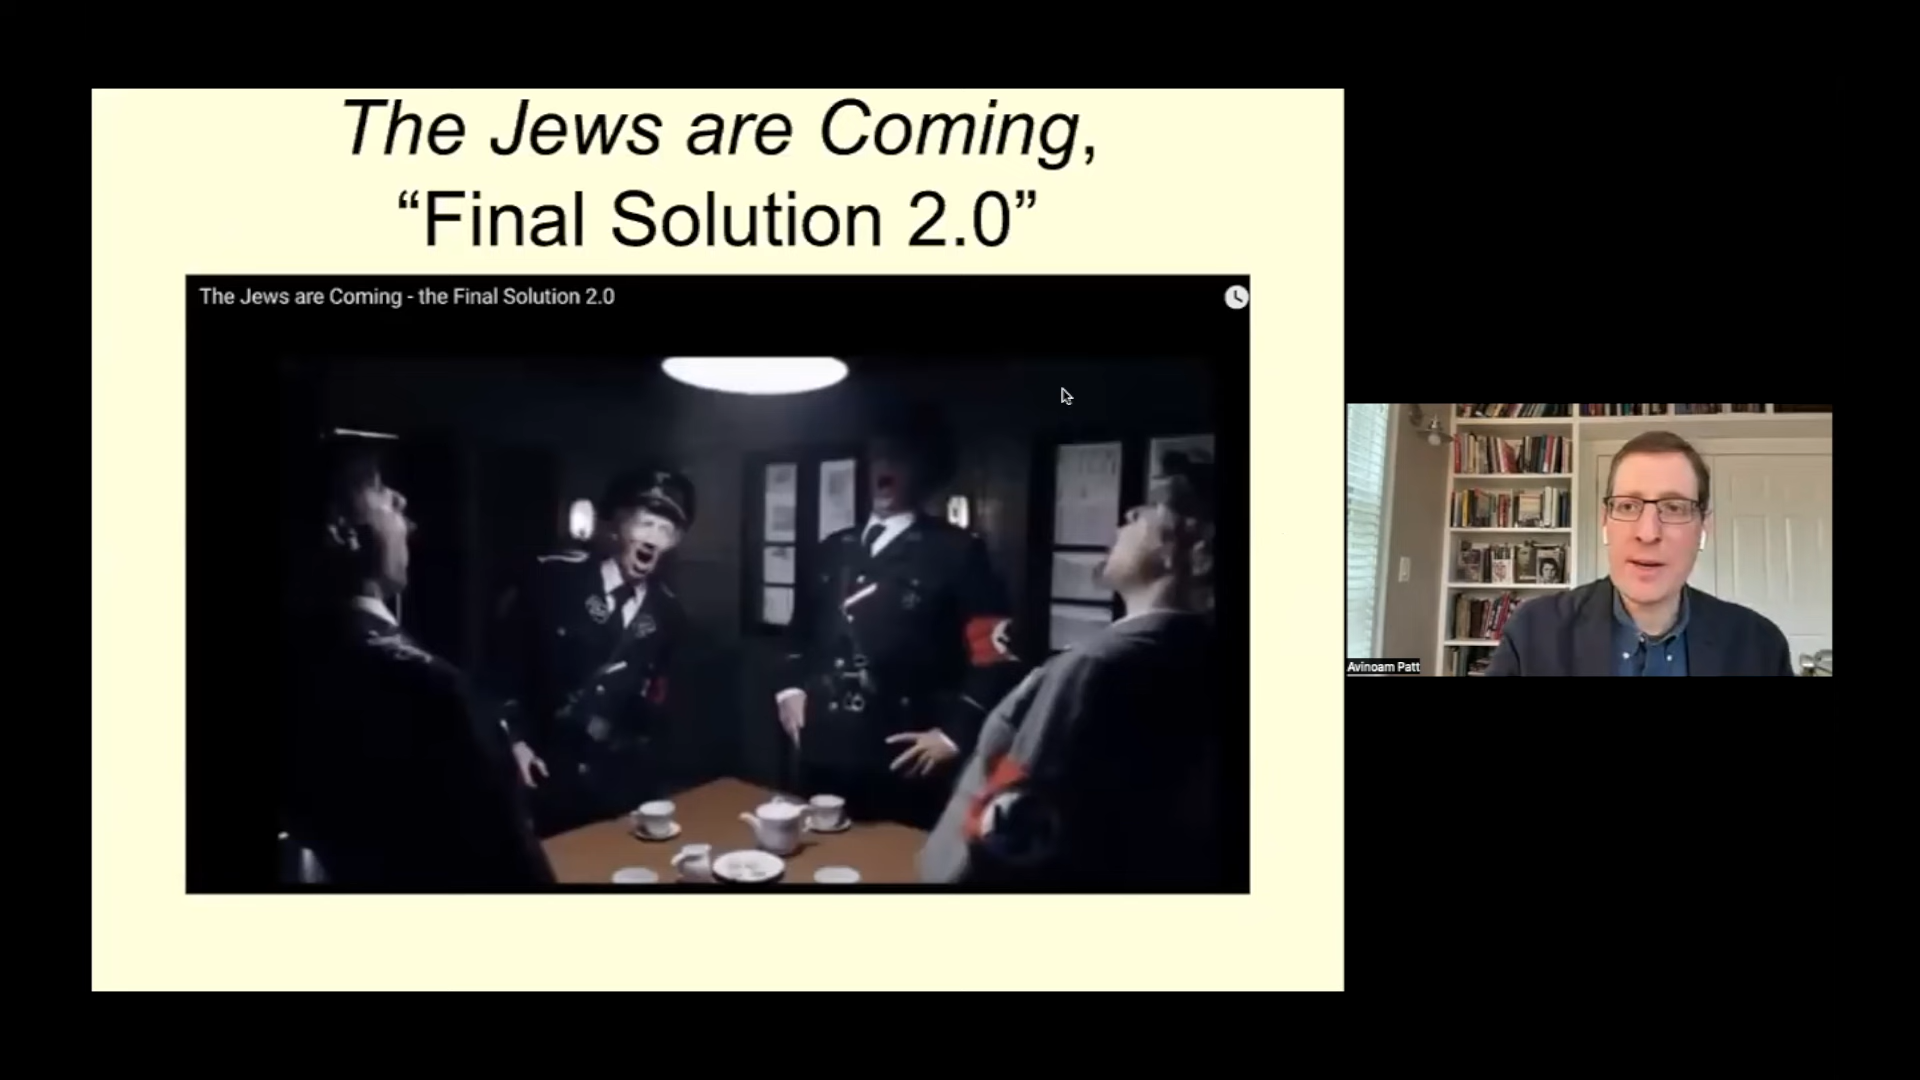 The Jews are Coming,
“Final Solution 2.0”
The Jews are Coming - the Final Solution 2.0
Avinoam Patt